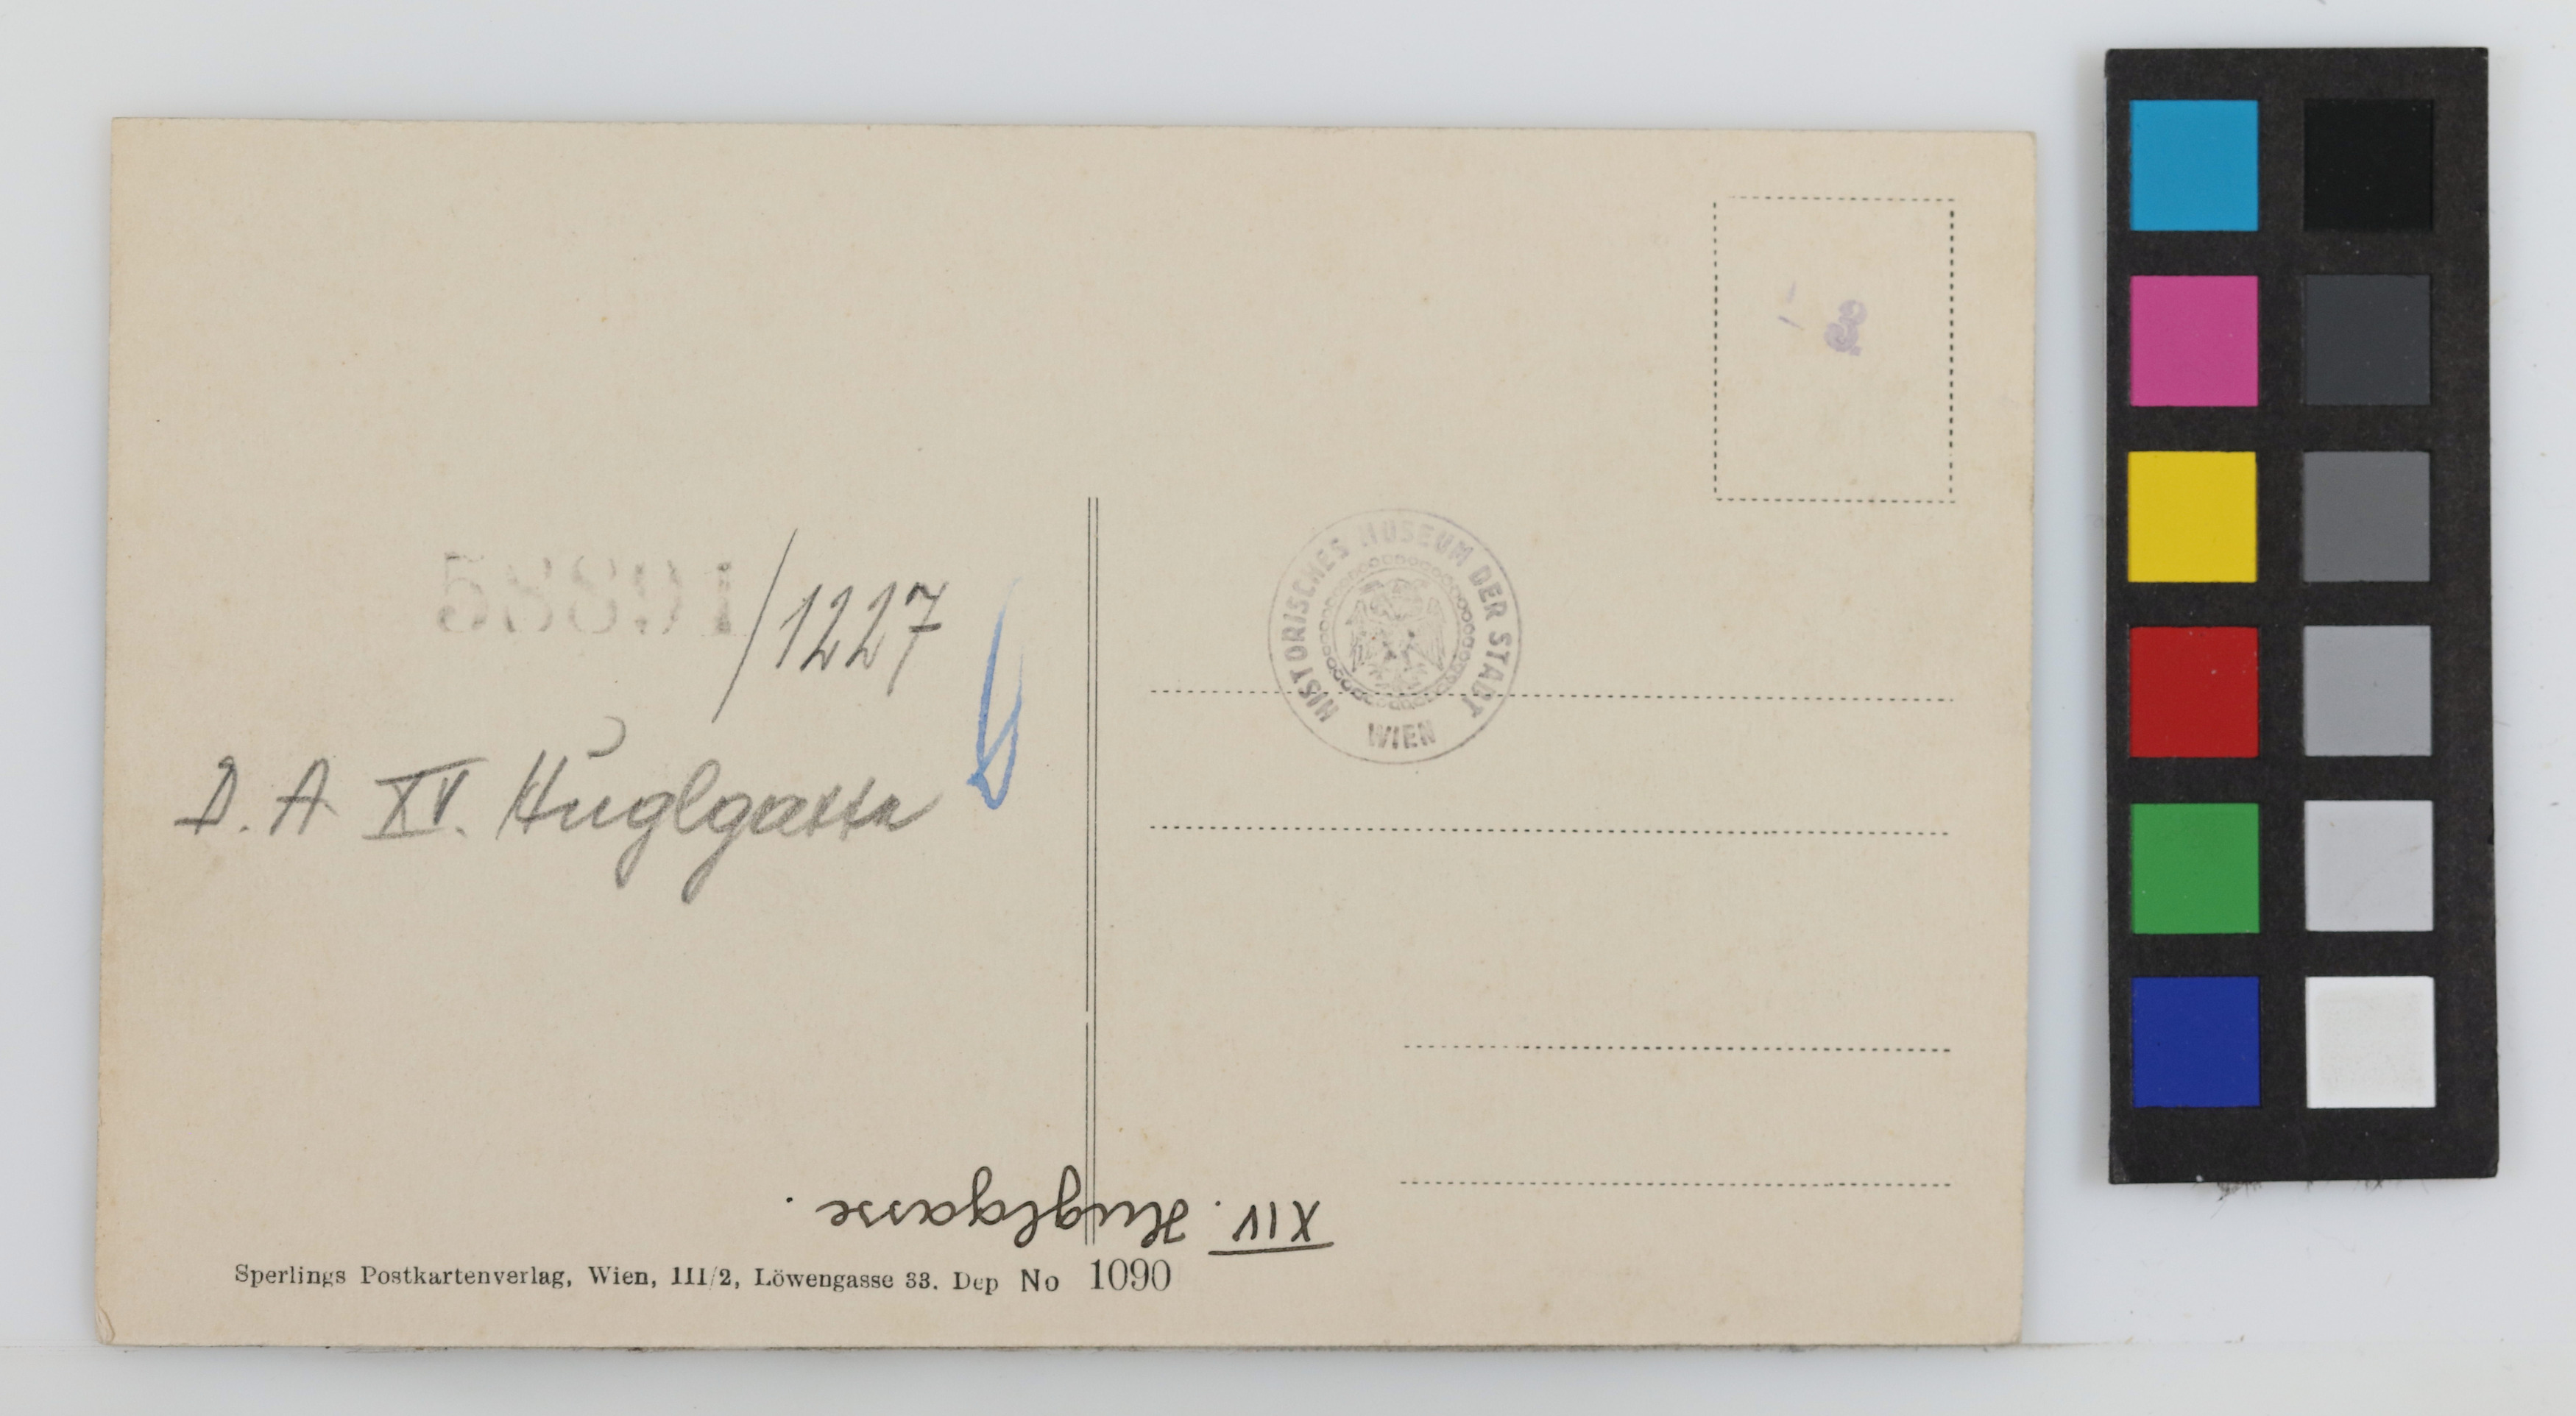 58891/1227
D. A XV. Hüglgasse
HISTORISCHES MUSEUM DER STADT
WIEN
XIV. Huglgasse.
Sperlings Postkartenverlag, Wien, III/2, Löwengasse 33. Dep No 1090